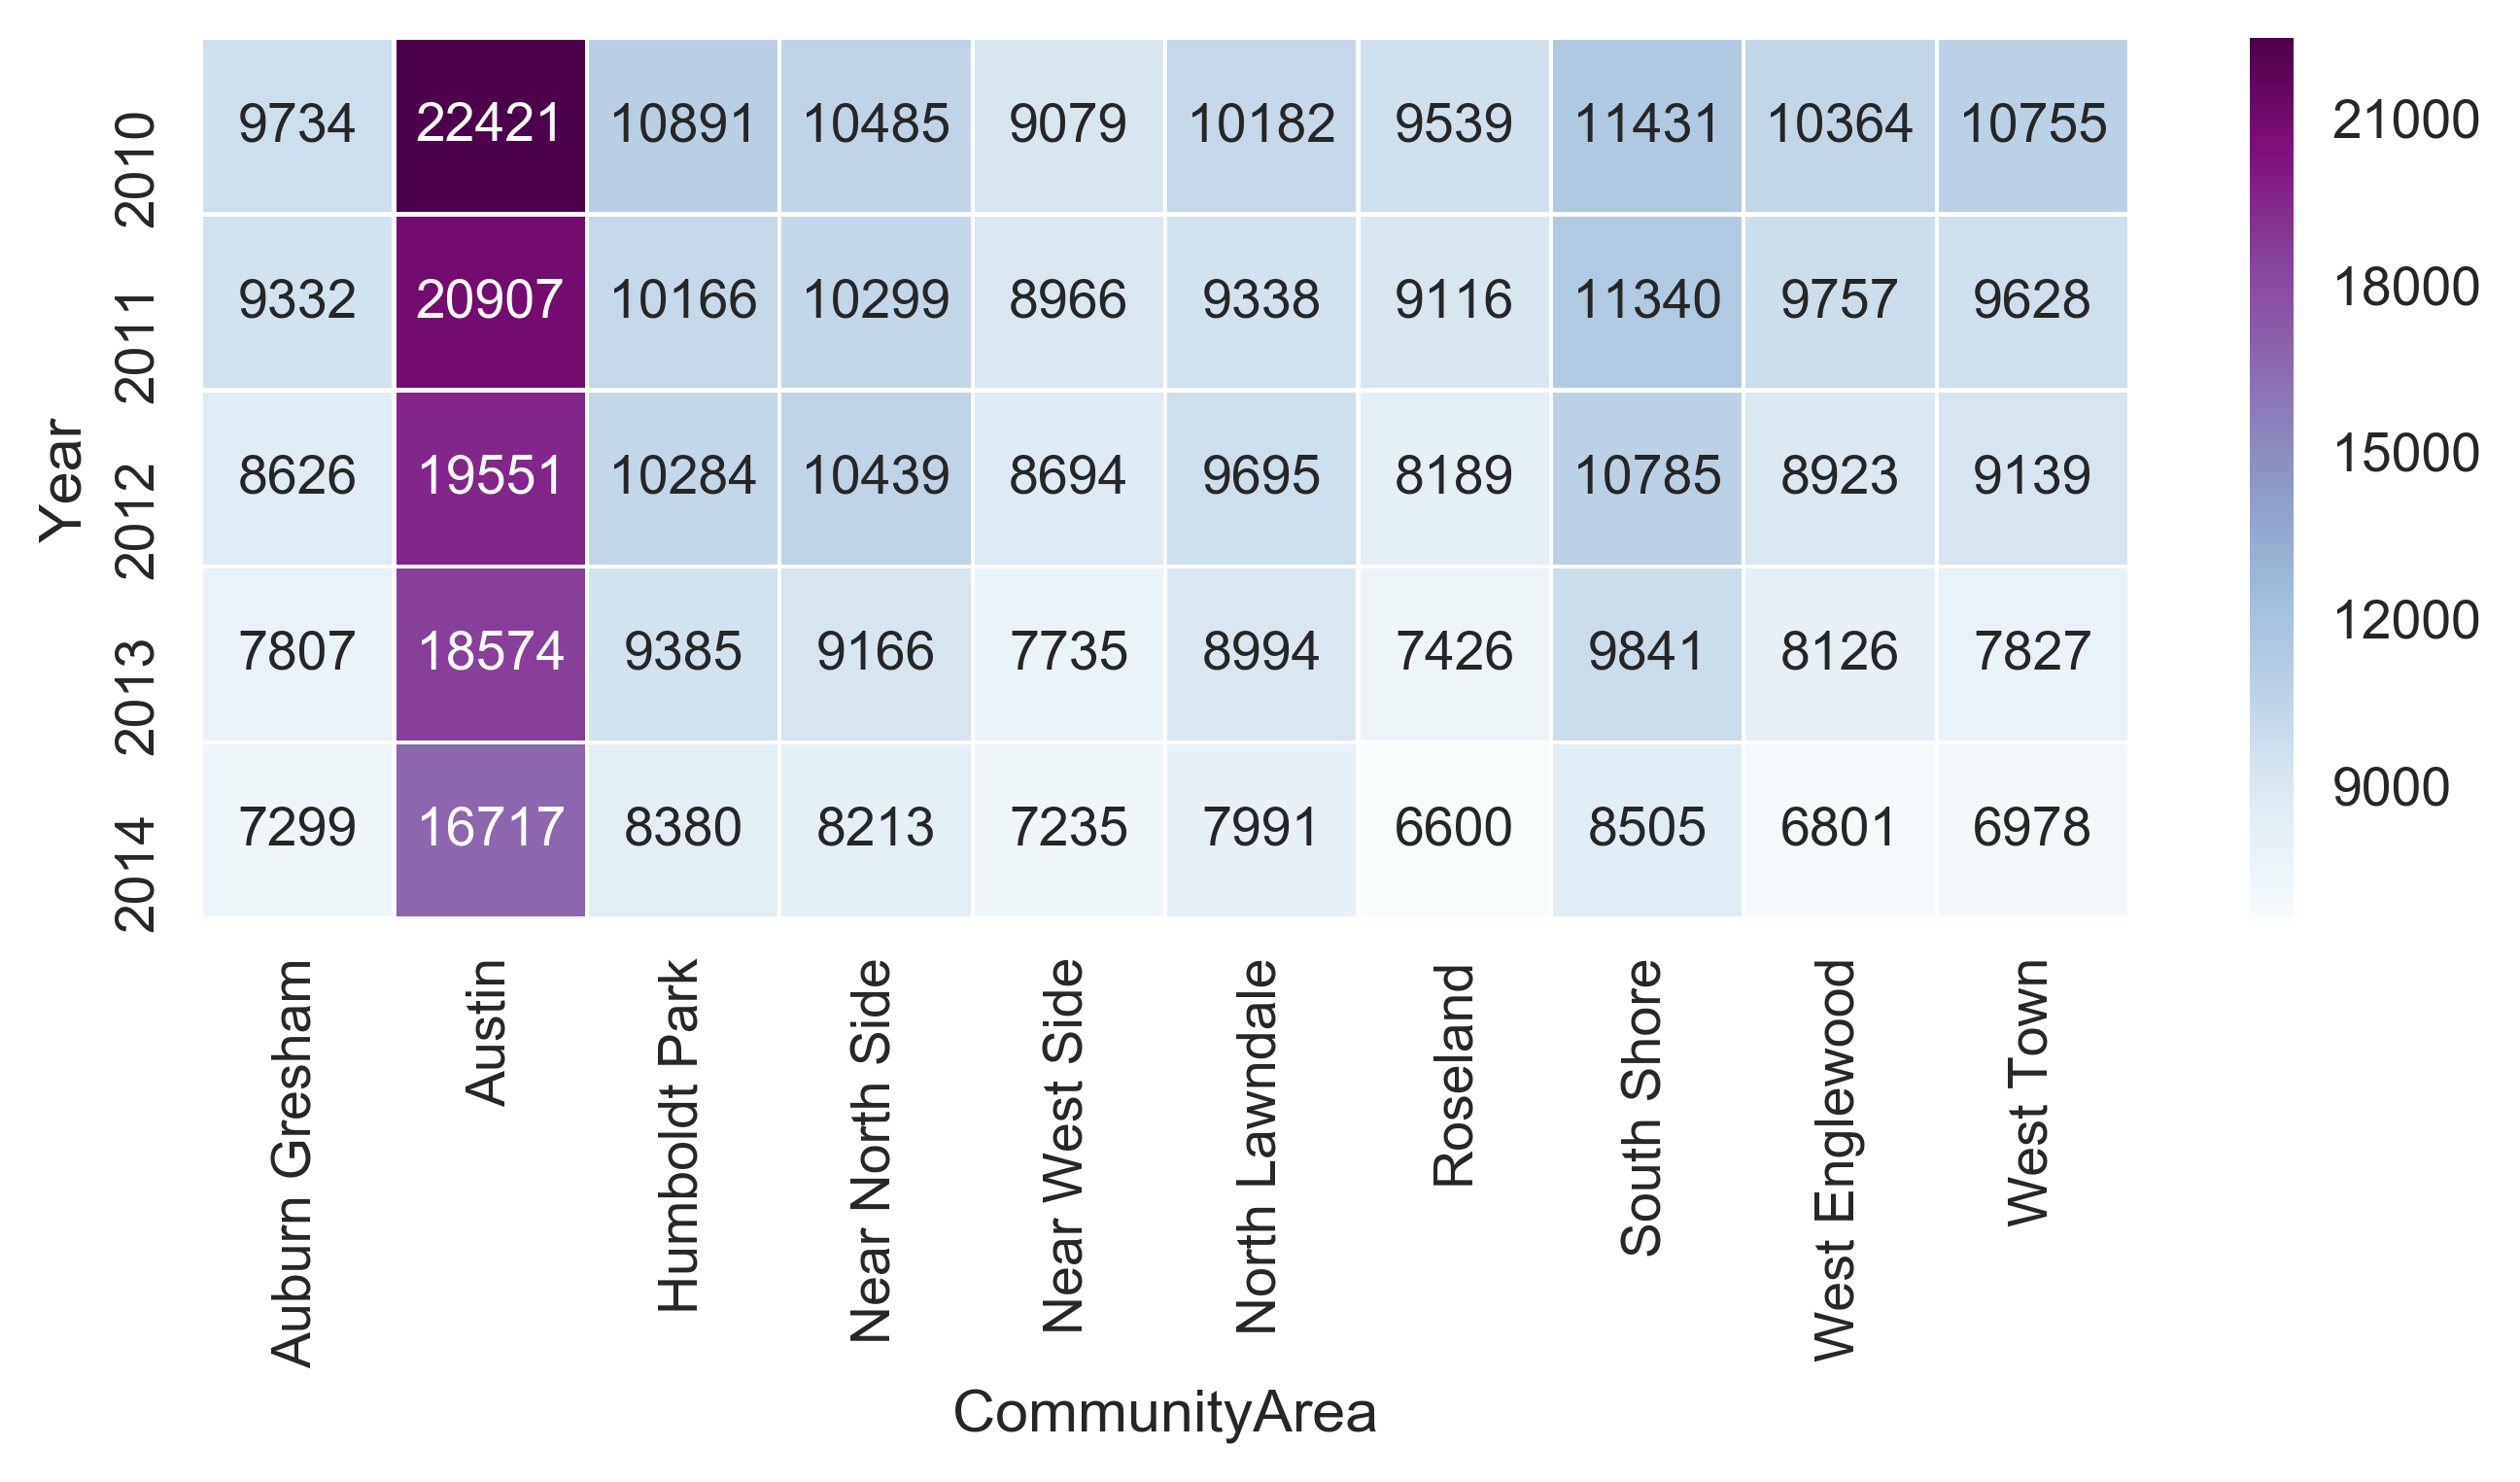 2010 9734 22421 10891 10485 9079 10182 9539 11431 10364 10755
2011 9332 20907 10166 10299 8966 9338 9116 11340 9757 9628
2012 8626 19551 10284 10439 8694 9695 8189 10785 8923 9139
2013 7807 18574 9385 9166 7735 8994 7426 9841 8126 7827
2014 7299 16717 8380 8213 7235 7991 6600 8505 6801 6978
Year
Auburn Gresham
Austin
Humboldt Park
Near North Side
Near West Side
North Lawndale
Roseland
South Shore
West Englewood
West Town
CommunityArea
21000
18000
15000
12000
9000